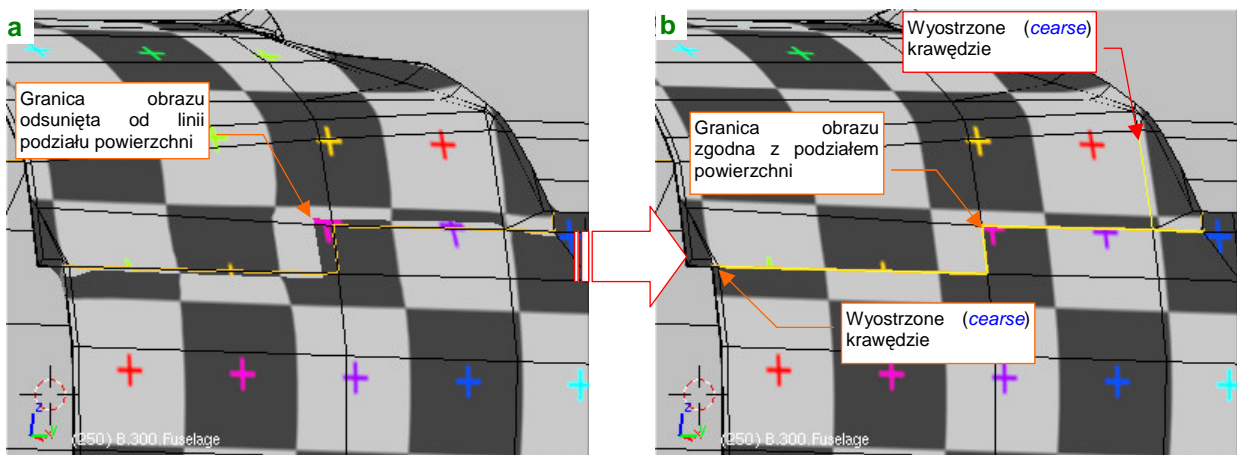 a
Granica obrazu
odsunięta od linii
podziału powierzchni
z
y
(250) B.300.Fuselage
b
Wyostrzone (cearse)
krawędzie
Granica obrazu
zgodna z podziałem
powierzchni
Wyostrzone (cearse)
krawędzie
z
y
(250) B.300.Fuselage